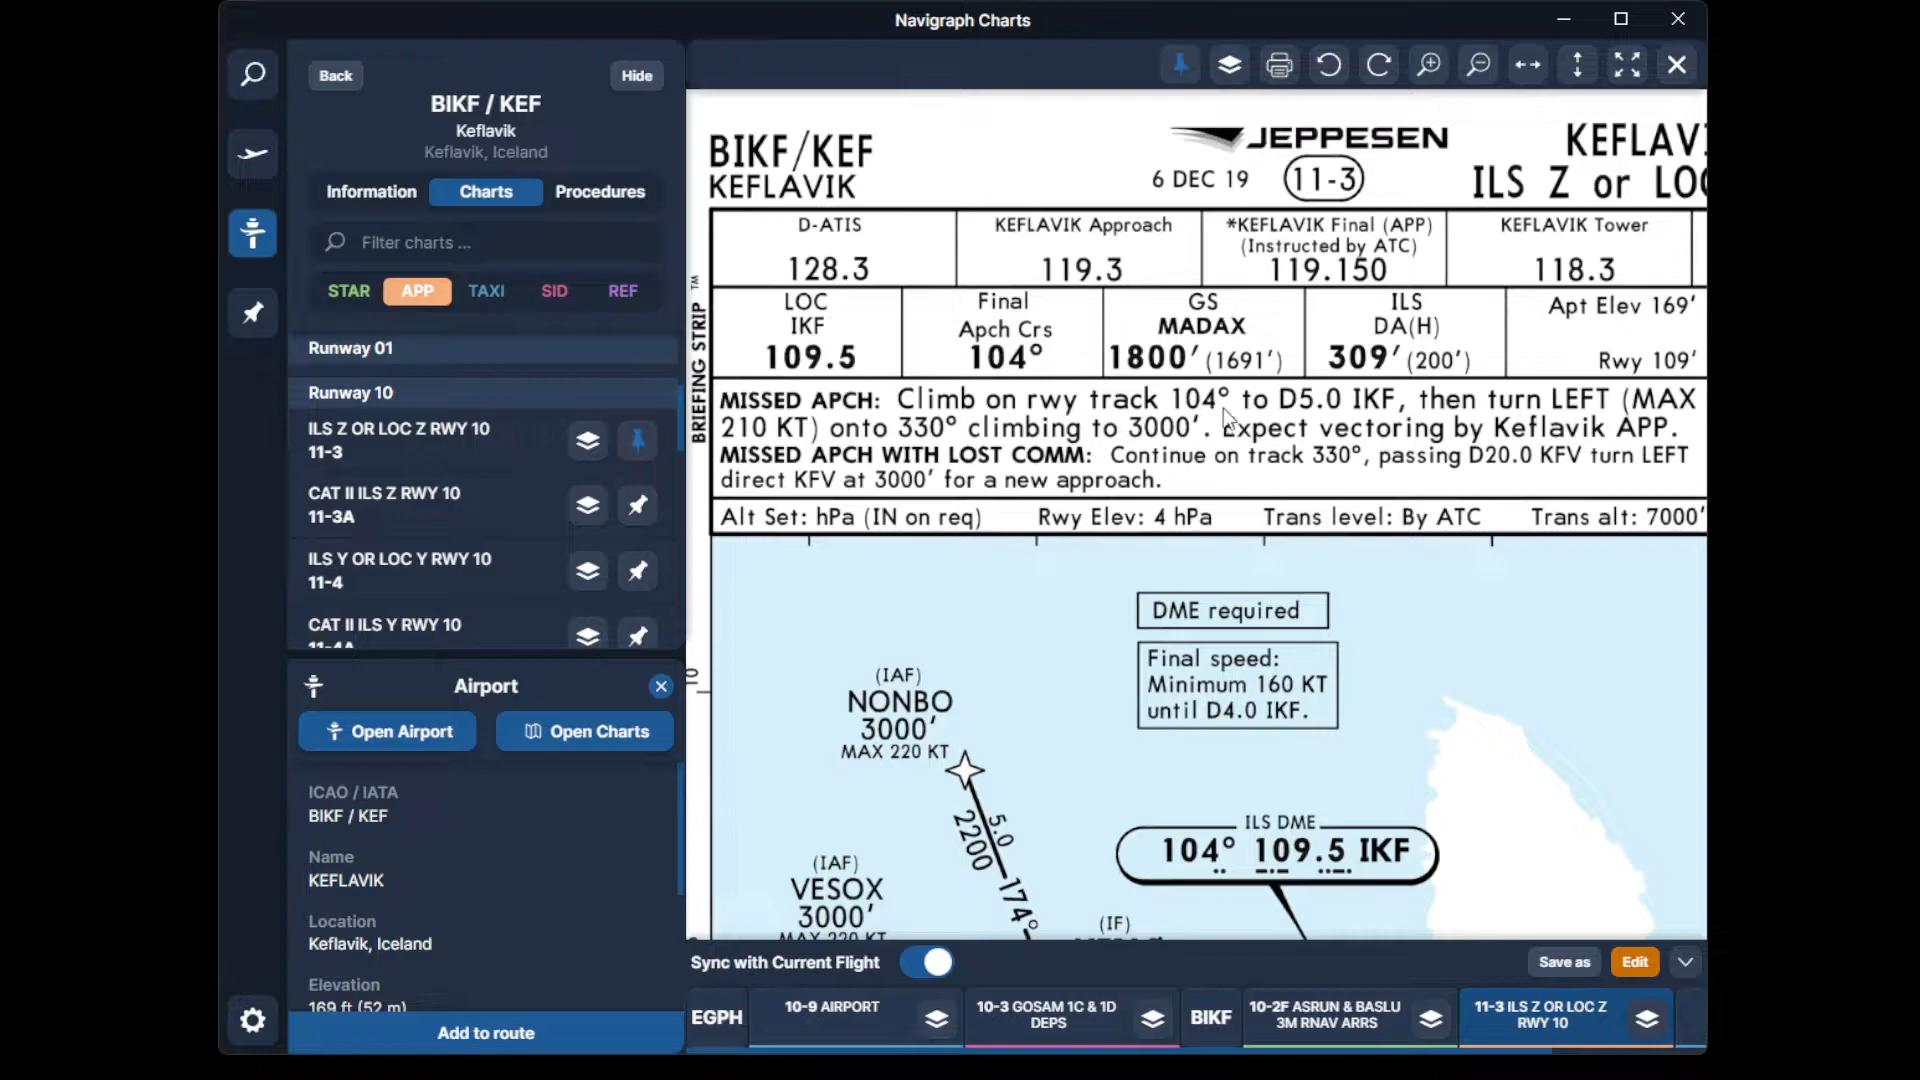 Navigraph Charts
Back
Hide
BIKF / KEF
Keflavik
Keflavik, Iceland
Information
Charts
Procedures
Filter charts ...
STAR
APP
TAXI
SID
REF
Runway 01
Runway 10
ILS Z OR LOC Z RWY 10
11-3
CAT II ILS Z RWY 10
11-3A
ILS Y OR LOC Y RWY 10
11-4
CAT II ILS Y RWY 10
11-4A
Airport
Open Airport
Open Charts
ICAO / IATA
BIKF / KEF
Name
KEFLAVIK
Location
Keflavik, Iceland
Elevation
169 ft (52 m)
Add to route
BIKF/KEF
KEFLAVIK
JEPPESEN
6 DEC 19
11-3
KEFLAVI
ILS Z or LOC
BRIEFING STRIP ™
D-ATIS
128.3
KEFLAVIK Approach
119.3
*KEFLAVIK Final (APP)
(Instructed by ATC)
119.150
KEFLAVIK Tower
118.3
LOC
IKF
109.5
Final
Apch Crs
104°
GS
MADAX
1800' (1691')
ILS
DA(H)
309' (200')
Apt Elev 169'
Rwy 109'
MISSED APCH: Climb on rwy track 104° to D5.0 IKF, then turn LEFT (MAX
210 KT) onto 330° climbing to 3000'. Expect vectoring by Keflavik APP.
MISSED APCH WITH LOST COMM: Continue on track 330°, passing D20.0 KFV turn LEFT
direct KFV at 3000' for a new approach.
Alt Set: hPa (IN on req)
Rwy Elev: 4 hPa
Trans level: By ATC
Trans alt: 7000'
DME required
Final speed:
Minimum 160 KT
until D4.0 IKF.
10
(IAF)
NONBO
3000'
MAX 220 KT
5.0
2200
174°
(IAF)
VESOX
3000'
MAX 220 KT
ILS DME
104° 109.5 IKF
(IF)
Sync with Current Flight
Save as
Edit
EGPH
10-9 AIRPORT
10-3 GOSAM 1C & 1D
DEPS
BIKF
10-2F ASRUN & BASLU
3M RNAV ARRS
11-3 ILS Z OR LOC Z
RWY 10